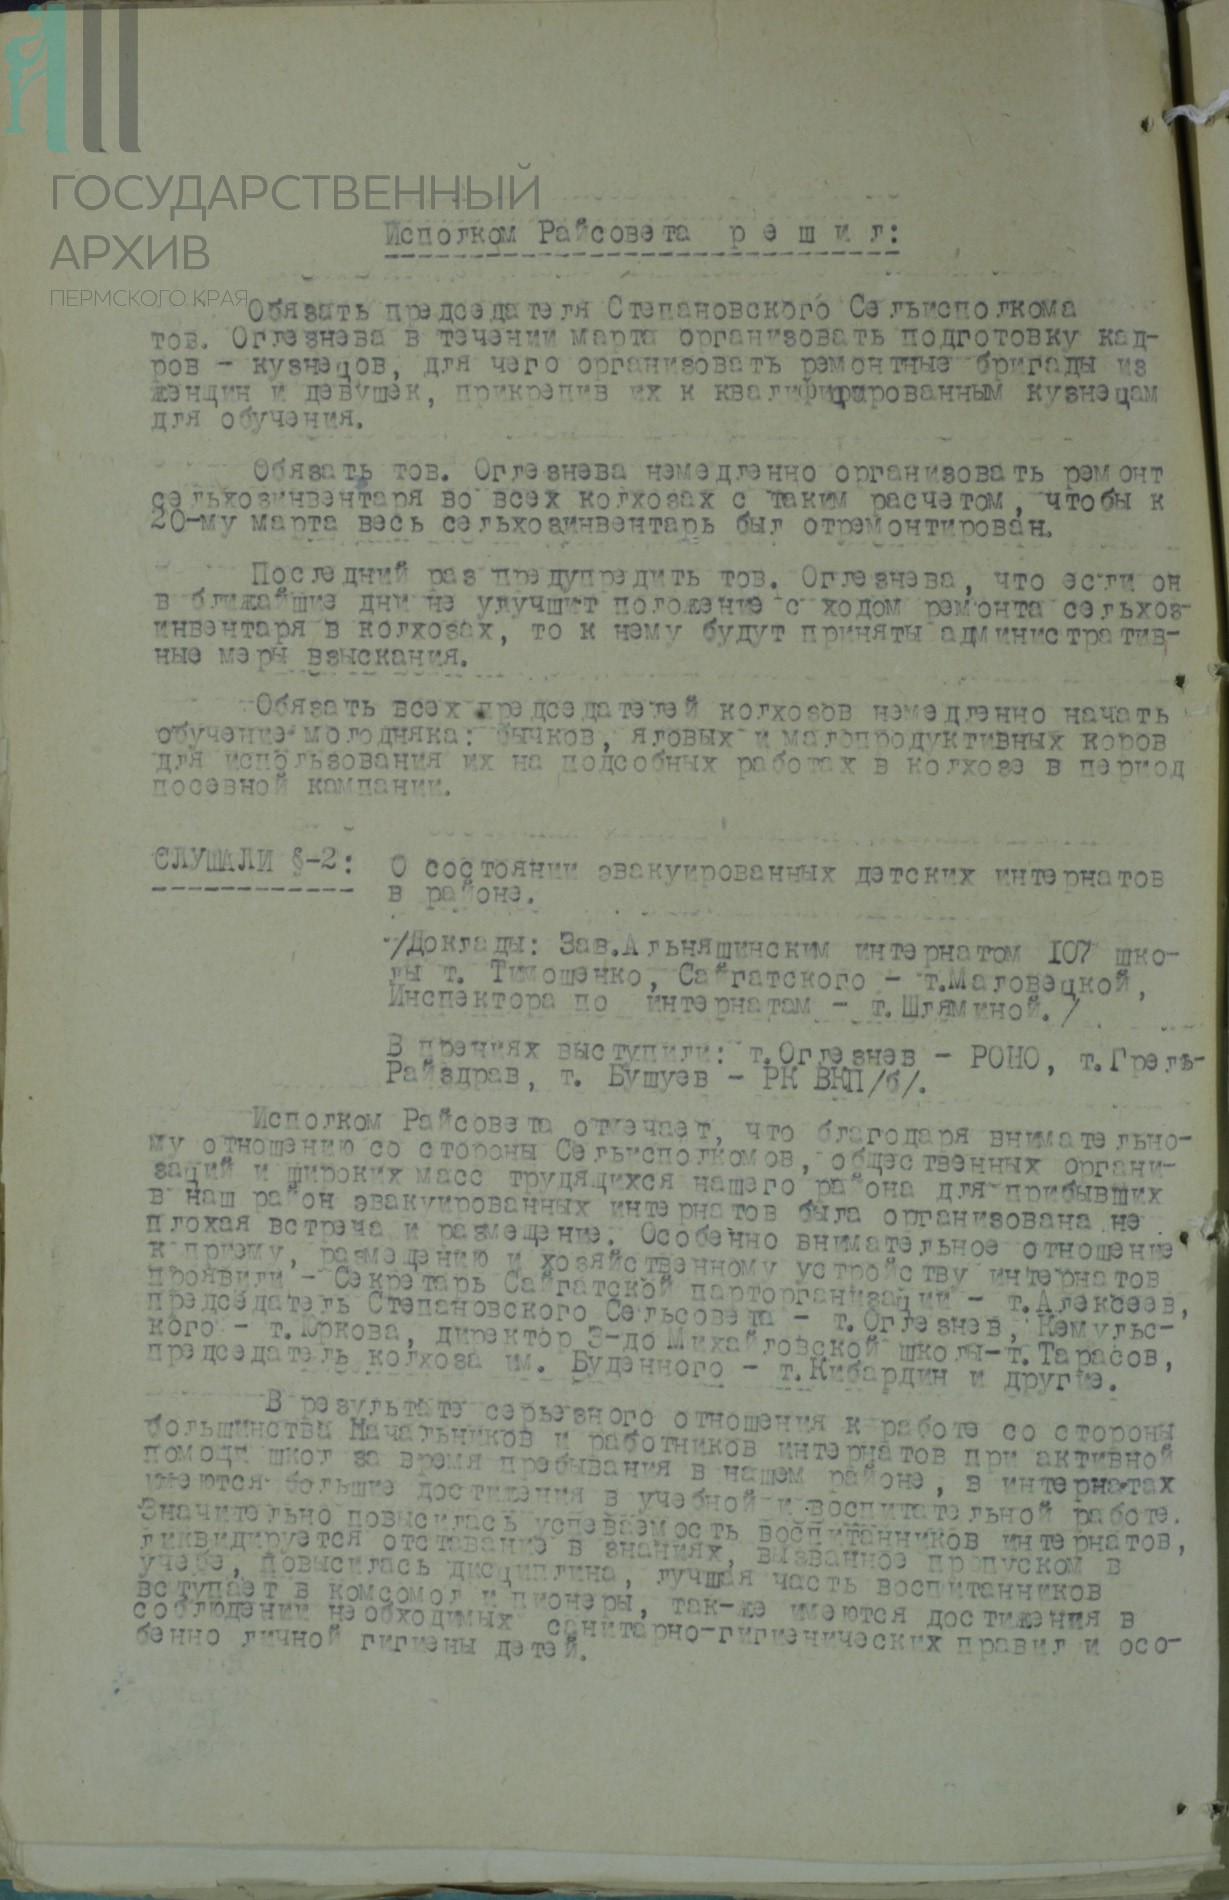 ГОСУДАРСТВЕННЫЙ
АРХИВ
ПЕРМСКОГО КРАЯ
Исполком Райсовета р е ш и л:
Обязать председателя Степановского Сельисполкома
тов. Оглезнева в течении марта организовать подготовку кад-
ров - кузнецов, для чего организовать ремонтные бригады из
женщин и девушек, прикрепив их к квалифицированным кузнецам
для обучения.
Обязать тов. Оглезнева немедленно организовать ремонт
сельхозинвентаря во всех колхозах с таким расчетом, чтобы к
20-му марта весь сельхозинвентарь был отремонтирован.
Последний раз предупредить тов. Оглезнева, что если он
в ближайшие дни не улучшит положение с ходом ремонта сельхоз-
инвентаря в колхозах, то к нему будут приняты административ-
ные меры взыскания.
Обязать всех председателей колхозов немедленно начать
обучение молодняка: бычков, яловых и малопродуктивных коров
для использования их на подсобных работах в колхозе в период
посевной кампании.
СЛУШАЛИ §-2: О состоянии эвакуированных детских интернатов
в районе.
/Доклады: Зав.Альняшинским интернатом 107 шко-
лы т. Тимошенко, Сайгатского - т.Маловецкой,
Инспектора по интернатам - т.Шляминой./
В прениях выступили: т.Оглезнев - РОНО, т.Грель-
Райздрав, т. Бушуев - РК ВКП/б/.
Исполком Райсовета отмечает, что благодаря внимательно-
му отношению со стороны Сельисполкомов, общественных органи-
заций и широких масс трудящихся нашего района для прибывших
в наш район эвакуированных интернатов была организована не
плохая встреча и размещение. Особенно внимательное отношение
к приему, размещению и хозяйственному устройству интернатов
проявили - Секретарь Сайгатской парторганизации - т.Алексеев,
председатель Степановского Сельсовета - т.Оглезнев, Кемульс-
кого - т.Юркова, директор З-до Михайловской школы-т.Тарасов,
председатель колхоза им. Буденного - т.Кибардин и другие.
В результате серьезного отношения к работе со стороны
большинства Начальников и работников интернатов при активной
помощи школ за время пребывания в нашем районе, в интернатах
имеются большие достижения в учебной и воспитательной работе.
Значительно повысилась успеваемость воспитанников интернатов,
ликвидируется отставание в знаниях, вызванное пропуском в
учебе, повысилась дисциплина, лучшая часть воспитанников
вступает в комсомол и пионеры, так-же имеются достижения в
соблюдении необходимых санитарно-гигиенических правил и осо-
бенно личной гигиены детей.